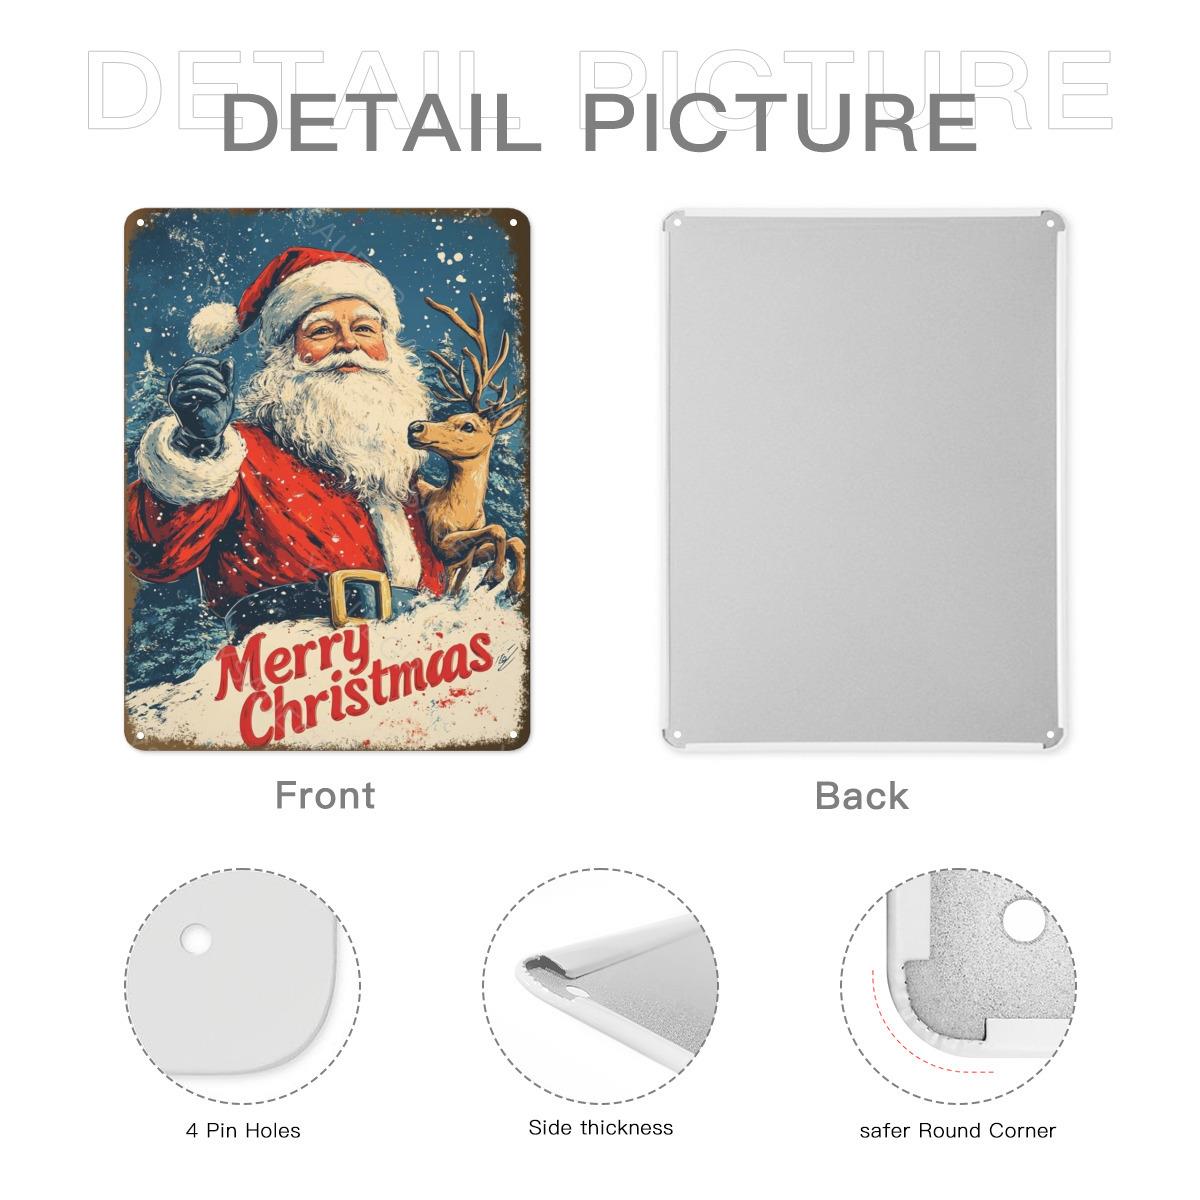 DETAIL PICTURE
DETAIL PICTURE
Merry
Christmas
Front
Back
4 Pin Holes
Side thickness
safer Round Corner